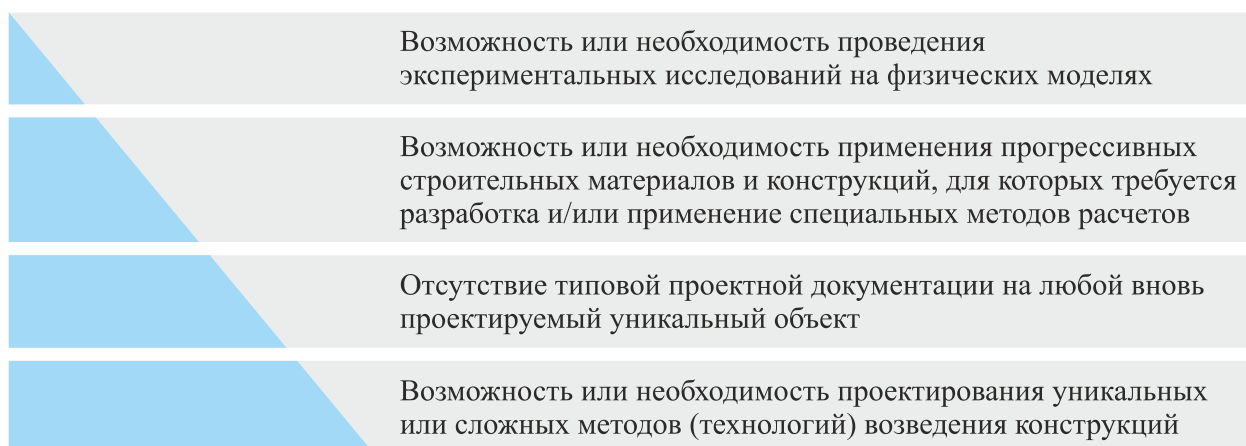 Возможность или необходимость проведения
экспериментальных исследований на физических моделях
Возможность или необходимость применения прогрессивных
строительных материалов и конструкций, для которых требуется
разработка и/или применение специальных методов расчетов
Отсутствие типовой проектной документации на любой вновь
проектируемый уникальный объект
Возможность или необходимость проектирования уникальных
или сложных методов (технологий) возведения конструкций